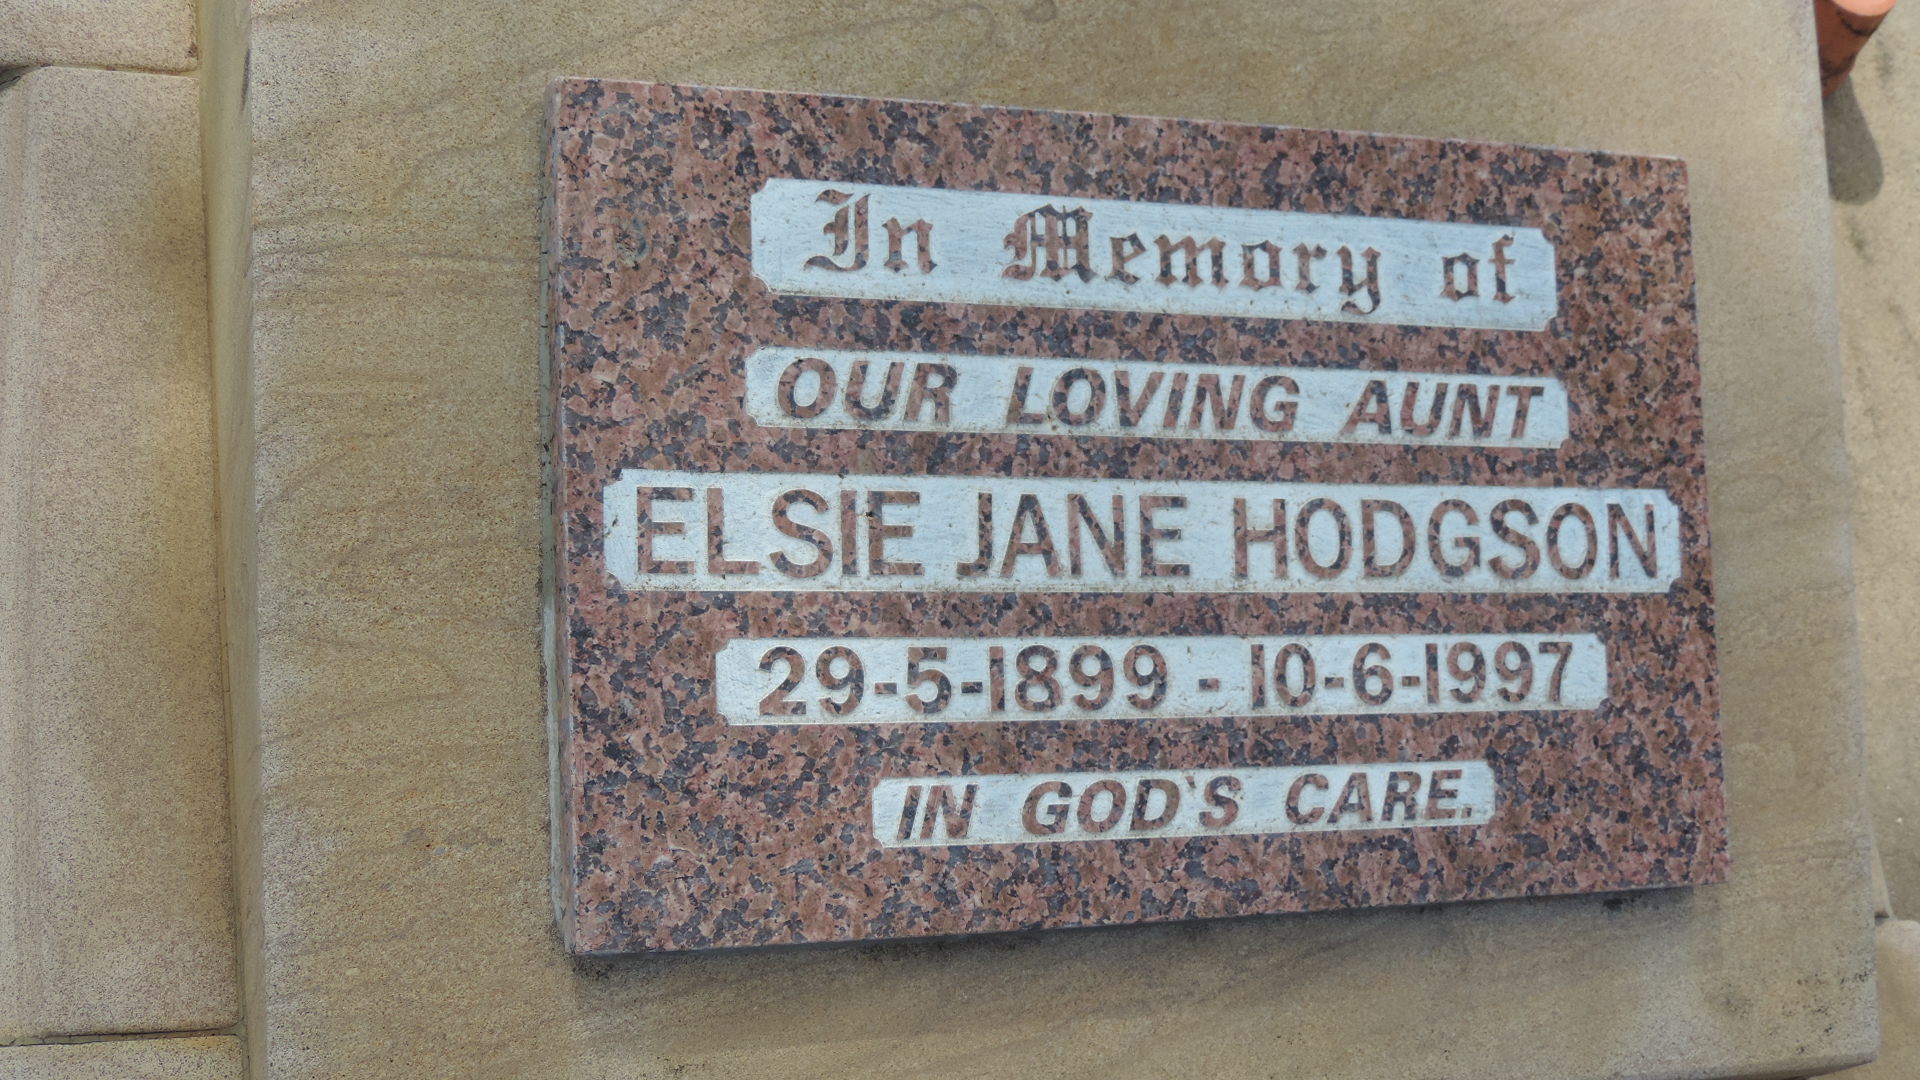 In Memory of
OUR LOVING AUNT
ELSIE JANE HODGSON
29-5-1899 - 10-6-1997
IN GOD'S CARE.